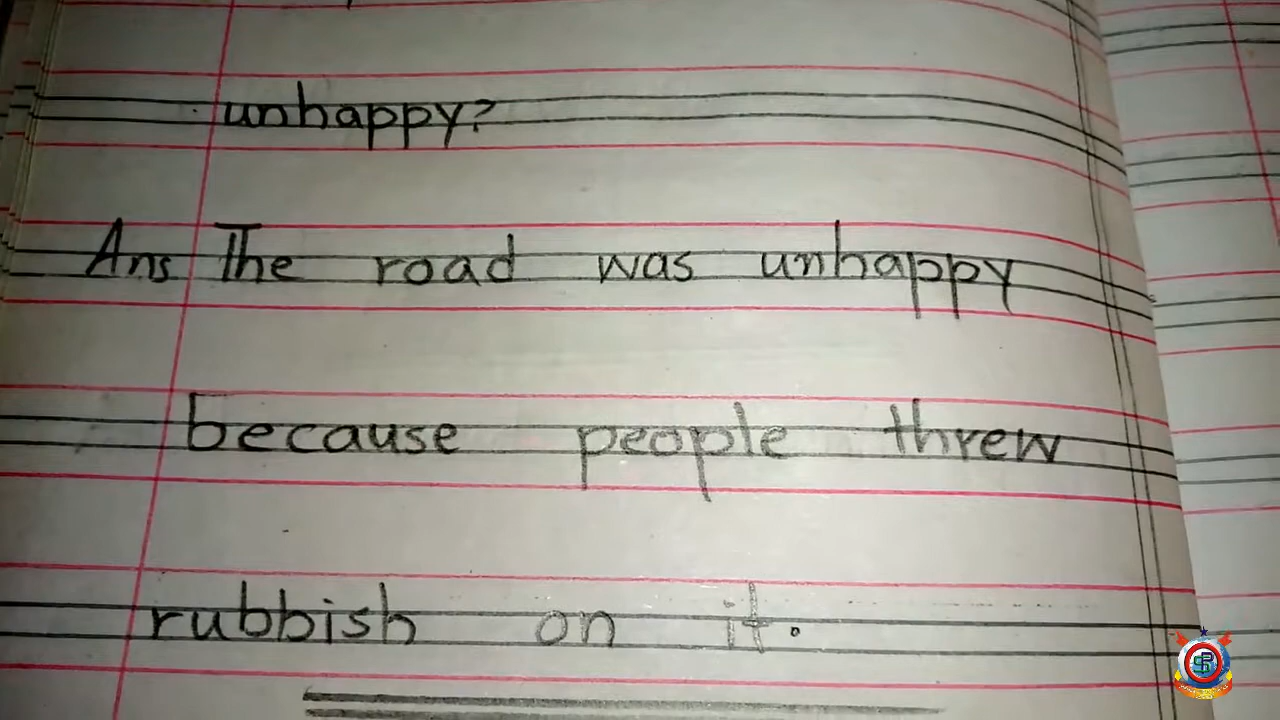 unhappy?
Ans The road was unhappy
because people threw
rubbish on it.